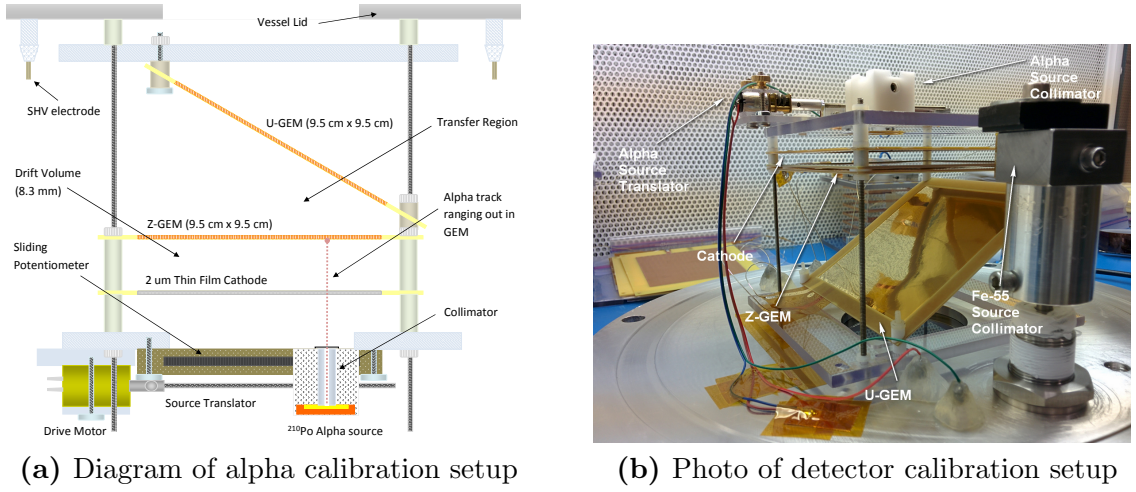 Vessel Lid
SHV electrode
U-GEM (9.5 cm x 9.5 cm)
Transfer Region
Drift Volume
(8.3 mm)
Z-GEM (9.5 cm x 9.5 cm)
Alpha track
ranging out in
GEM
Sliding
Potentiometer
2 um Thin Film Cathode
Collimator
Source Translator
Drive Motor
²¹⁰Po Alpha source
(a) Diagram of alpha calibration setup
Alpha
Source
Collimator
Alpha
Source
Translator
Cathode
Z-GEM
Fe-55
Source
Collimator
U-GEM
(b) Photo of detector calibration setup